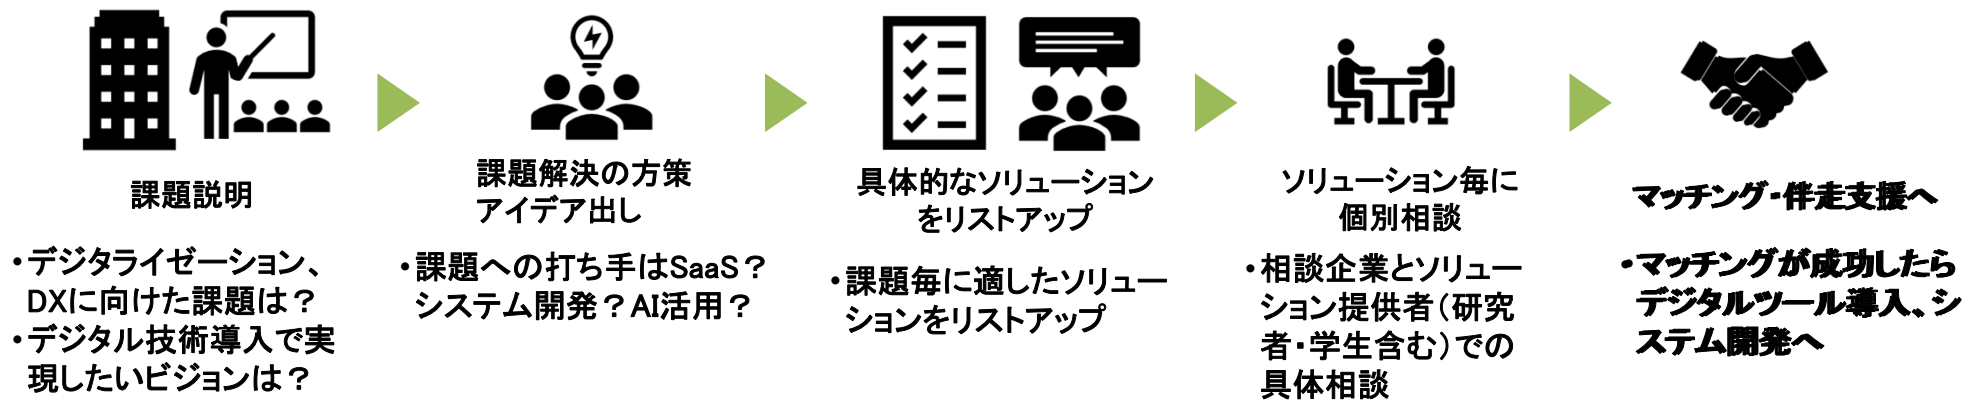 課題説明
・デジタライゼーション、
DXに向けた課題は？
・デジタル技術導入で実
現したいビジョンは？
課題解決の方策
アイデア出し
・課題への打ち手はSaaS？
システム開発？AI活用？
具体的なソリューション
をリストアップ
・課題毎に適したソリュー
ションをリストアップ
ソリューション毎に
個別相談
・相談企業とソリュー
ション提供者（研究
者・学生含む）での
具体相談
マッチング・伴走支援へ
・マッチングが成功したら
デジタルツール導入、シ
ステム開発へ